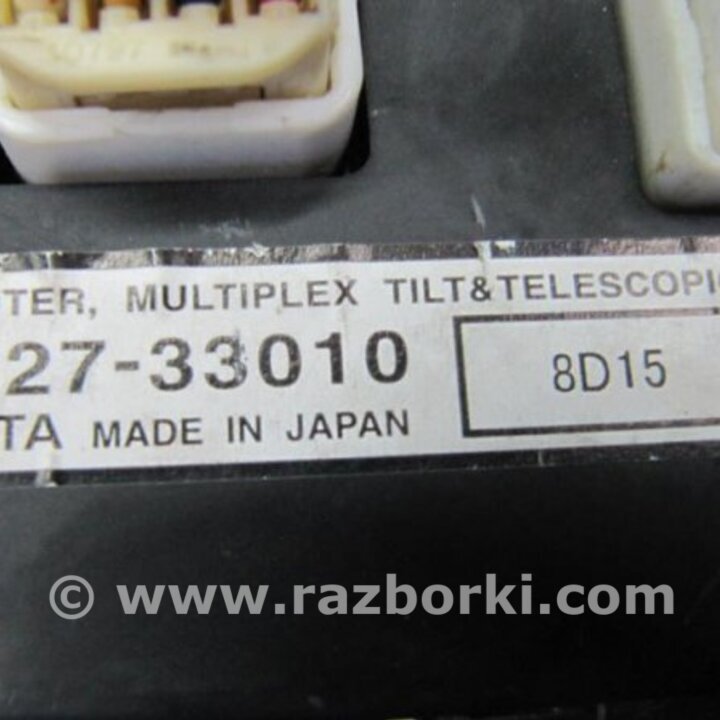 TER, MULTIPLEX TILT&TELESCOPI
27-33010
8D15
TA MADE IN JAPAN
© www.razborki.com